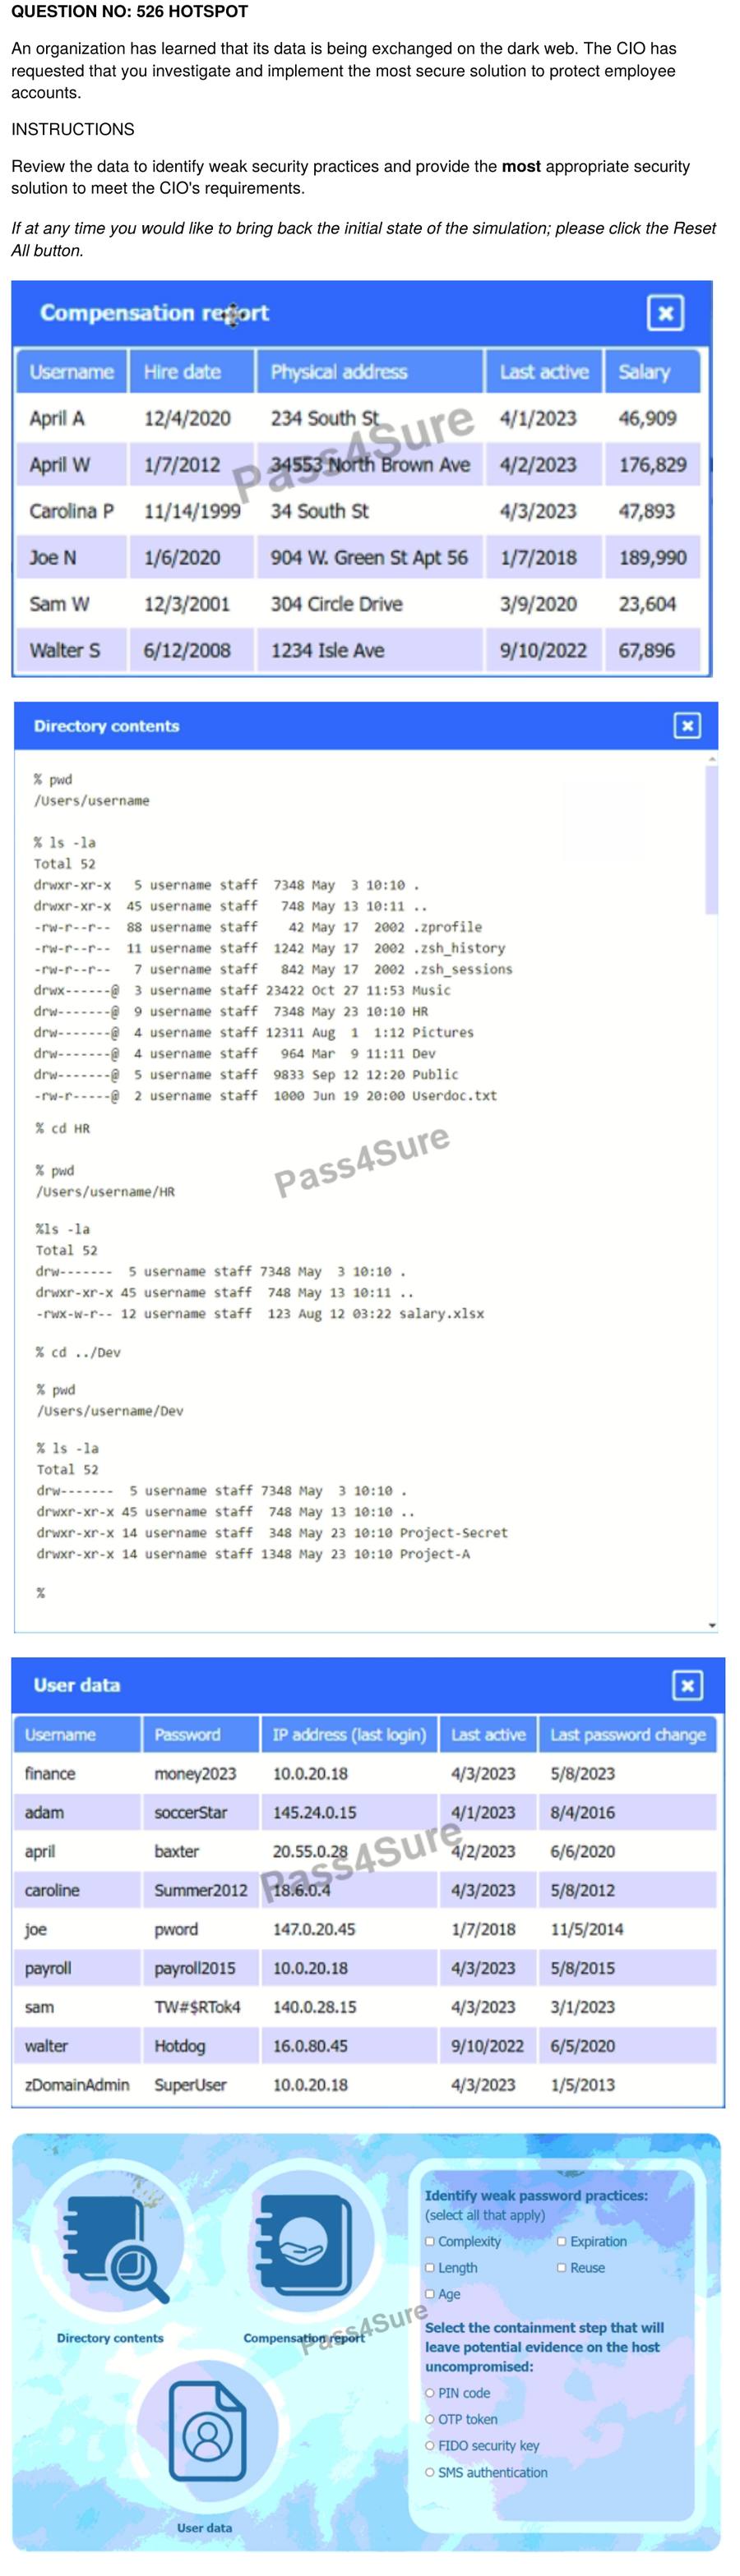 QUESTION NO: 526 HOTSPOT
An organization has learned that its data is being exchanged on the dark web. The CIO has
requested that you investigate and implement the most secure solution to protect employee
accounts.
INSTRUCTIONS
Review the data to identify weak security practices and provide the most appropriate security
solution to meet the CIO's requirements.
If at any time you would like to bring back the initial state of the simulation; please click the Reset
All button.
Compensation report
Username Hire date Physical address Last active Salary
April A 12/4/2020 234 South St 4/1/2023 46,909
April W 1/7/2012 34553 North Brown Ave 4/2/2023 176,829
Carolina P 11/14/1999 34 South St 4/3/2023 47,893
Joe N 1/6/2020 904 W. Green St Apt 56 1/7/2018 189,990
Sam W 12/3/2001 304 Circle Drive 3/9/2020 23,604
Walter S 6/12/2008 1234 Isle Ave 9/10/2022 67,896
Pass4Sure
Directory contents
% pwd
/Users/username
% ls -la
Total 52
drwxr-xr-x 5 username staff 7348 May 3 10:10 .
drwxr-xr-x 45 username staff 748 May 13 10:11 ..
-rw-r--r-- 88 username staff 42 May 17 2002 .zprofile
-rw-r--r-- 11 username staff 1242 May 17 2002 .zsh_history
-rw-r--r-- 7 username staff 842 May 17 2002 .zsh_sessions
drwx------@ 3 username staff 23422 Oct 27 11:53 Music
drw-------@ 9 username staff 7348 May 23 10:10 HR
drw-------@ 4 username staff 12311 Aug 1 1:12 Pictures
drw-------@ 4 username staff 964 Mar 9 11:11 Dev
drw-------@ 5 username staff 9833 Sep 12 12:20 Public
-rw-r-----@ 2 username staff 1000 Jun 19 20:00 Userdoc.txt
% cd HR
% pwd
/Users/username/HR
%ls -la
Total 52
drw------- 5 username staff 7348 May 3 10:10 .
drwxr-xr-x 45 username staff 748 May 13 10:11 ..
-rwx-w-r-- 12 username staff 123 Aug 12 03:22 salary.xlsx
% cd ../Dev
% pwd
/Users/username/Dev
% ls -la
Total 52
drw------- 5 username staff 7348 May 3 10:10 .
drwxr-xr-x 45 username staff 748 May 13 10:10 ..
drwxr-xr-x 14 username staff 348 May 23 10:10 Project-Secret
drwxr-xr-x 14 username staff 1348 May 23 10:10 Project-A
%
Pass4Sure
User data
Username Password IP address (last login) Last active Last password change
finance money2023 10.0.20.18 4/3/2023 5/8/2023
adam soccerStar 145.24.0.15 4/1/2023 8/4/2016
april baxter 20.55.0.28 4/2/2023 6/6/2020
caroline Summer2012 18.6.0.4 4/3/2023 5/8/2012
joe pword 147.0.20.45 1/7/2018 11/5/2014
payroll payroll2015 10.0.20.18 4/3/2023 5/8/2015
sam TW#$RTok4 140.0.28.15 4/3/2023 3/1/2023
walter Hotdog 16.0.80.45 9/10/2022 6/5/2020
zDomainAdmin SuperUser 10.0.20.18 4/3/2023 1/5/2013
Pass4Sure
Directory contents
Compensation report
User data
Pass4Sure
Identify weak password practices:
(select all that apply)
Complexity Expiration
Length Reuse
Age
Select the containment step that will
leave potential evidence on the host
uncompromised:
PIN code
OTP token
FIDO security key
SMS authentication